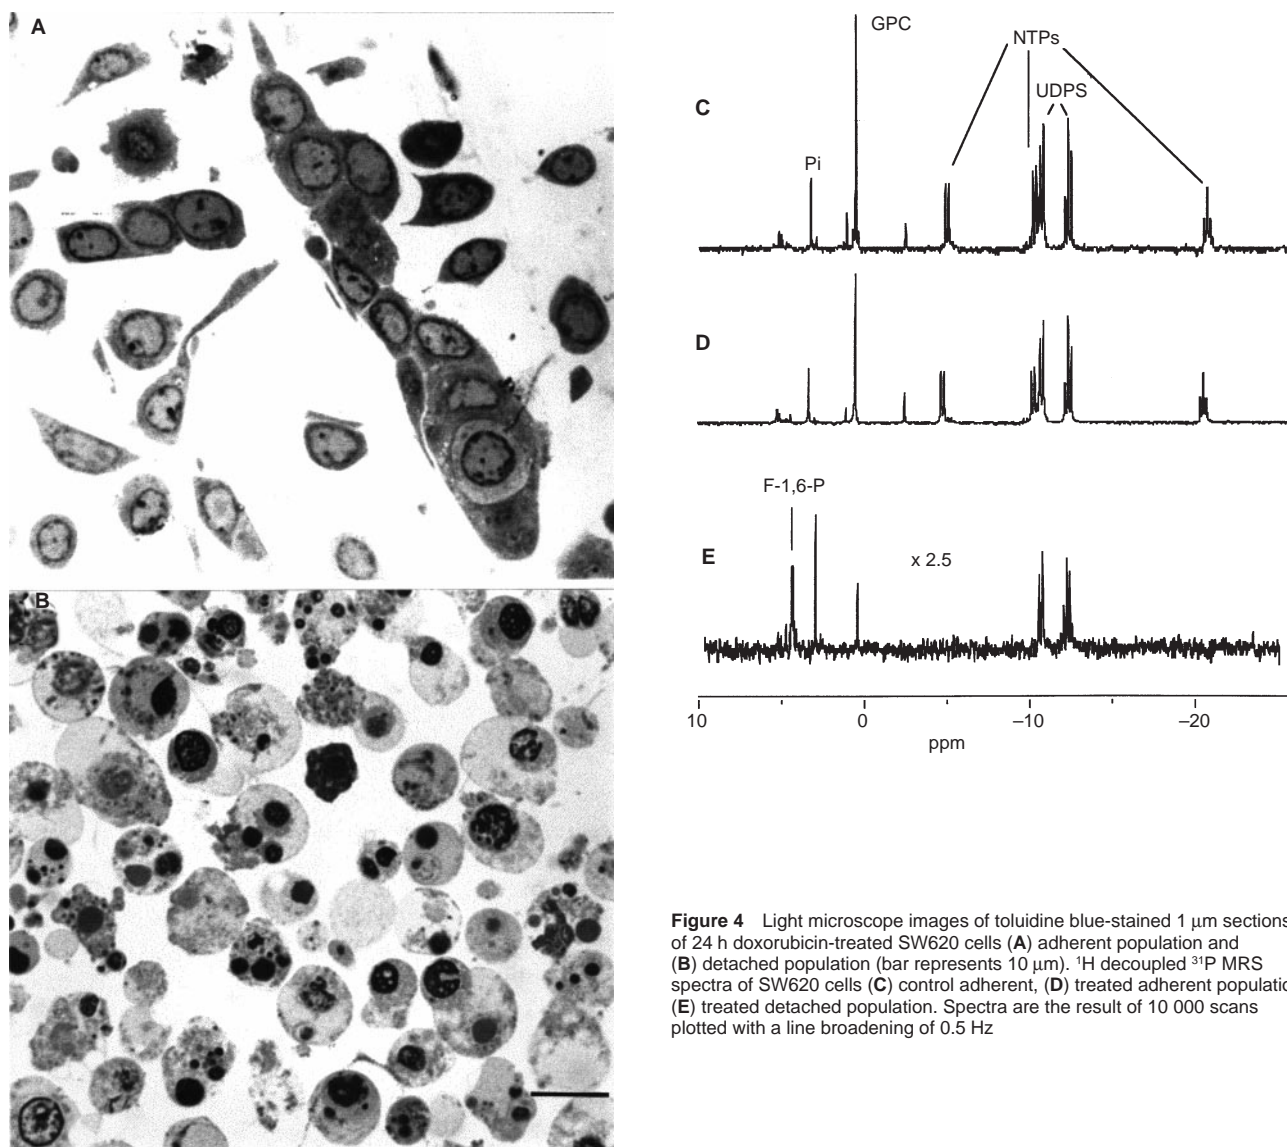 A
B
C
GPC
NTPs
UDPS
Pi
D
E
F-1,6-P
x 2.5
10
0
–10
–20
ppm
Figure 4 Light microscope images of toluidine blue-stained 1 μm sections
of 24 h doxorubicin-treated SW620 cells (A) adherent population and
(B) detached population (bar represents 10 μm). ¹H decoupled ³¹P MRS
spectra of SW620 cells (C) control adherent, (D) treated adherent populatio
(E) treated detached population. Spectra are the result of 10 000 scans
plotted with a line broadening of 0.5 Hz